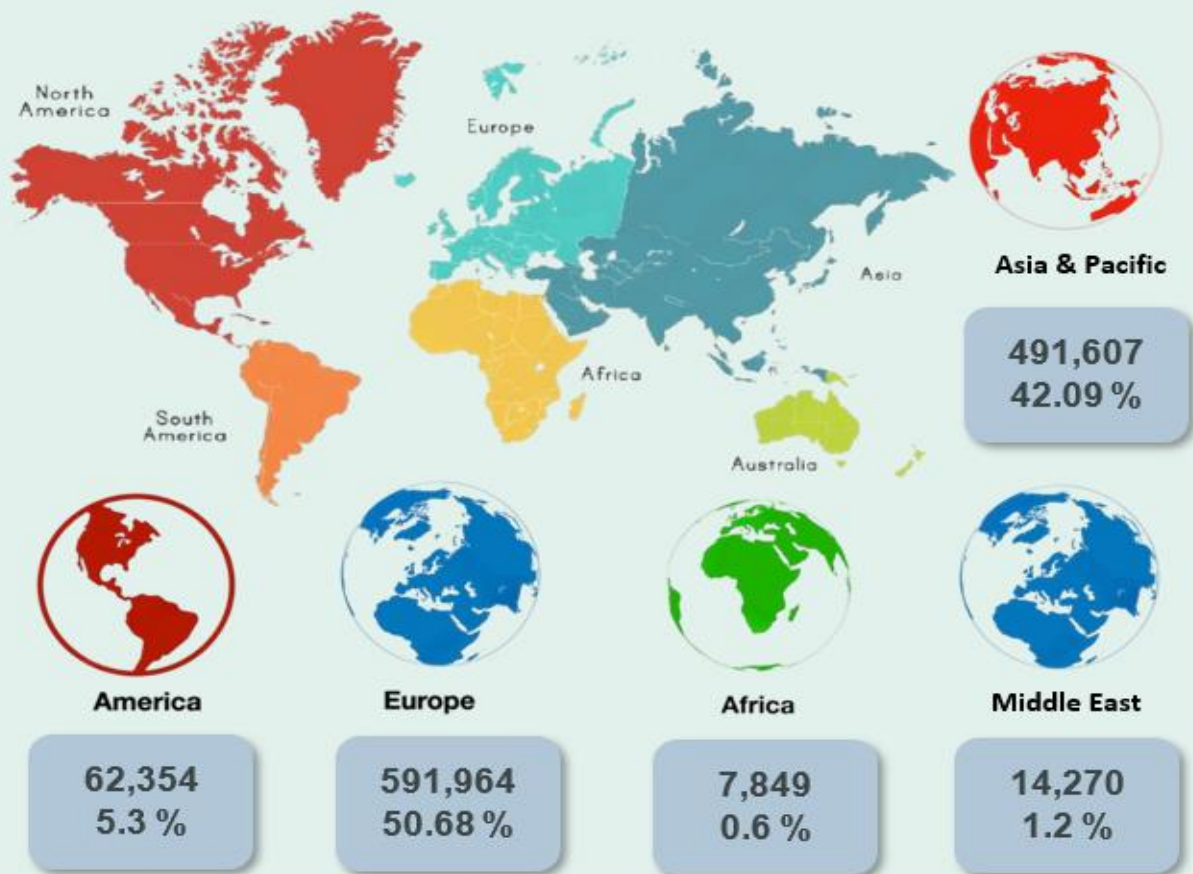 North
America
Europe
Asia
Africa
South
America
Australia
Asia & Pacific
491,607
42.09 %
America
62,354
5.3 %
Europe
591,964
50.68 %
Africa
7,849
0.6 %
Middle East
14,270
1.2 %